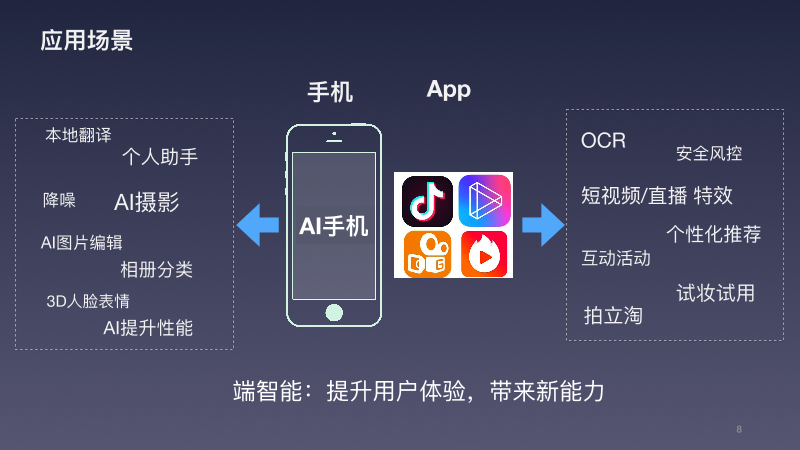 应用场景
手机
App
本地翻译
个人助手
降噪
AI摄影
AI图片编辑
相册分类
3D人脸表情
AI提升性能
AI手机
OCR
安全风控
短视频/直播 特效
个性化推荐
互动活动
试妆试用
拍立淘
端智能：提升用户体验，带来新能力
8